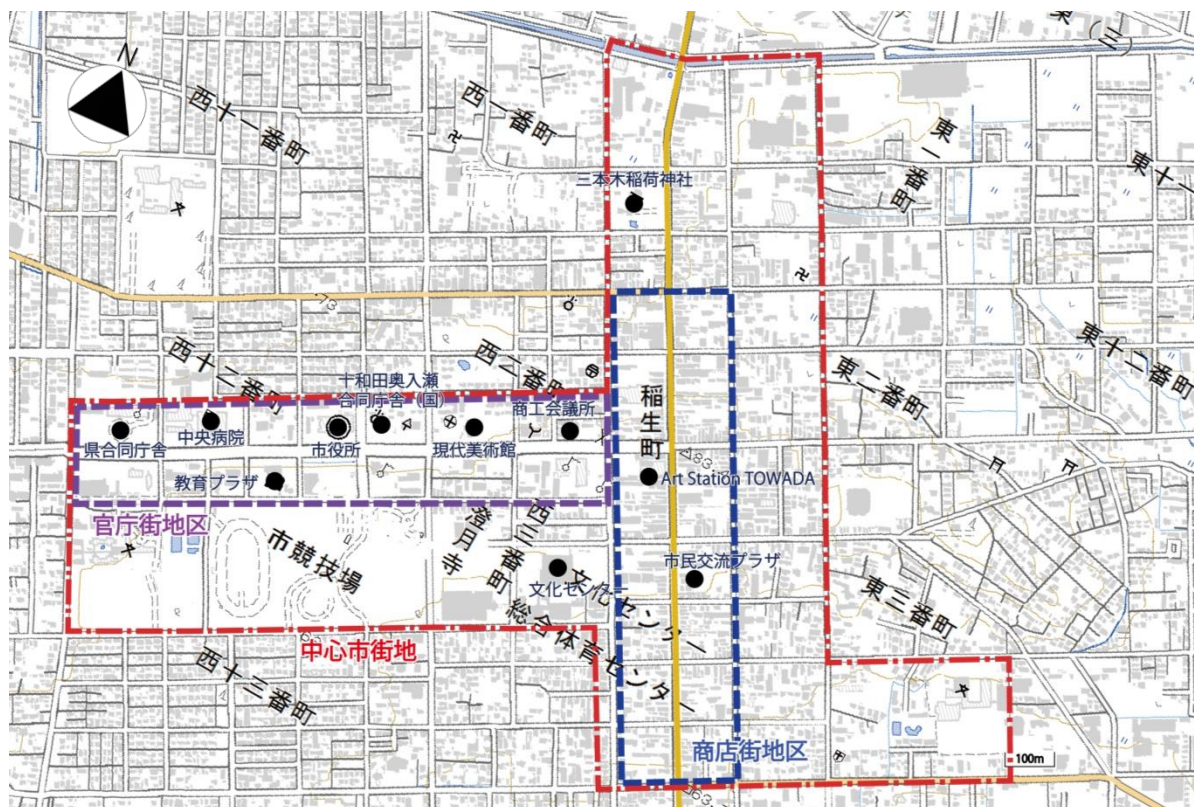 N
東三
西十一番町
西一番町
東一番町
東十一
三本木稲荷神社
73
西十二番町
西二番町
十和田奥入瀬
合同庁舎(国)
商工会議所
稲生町
東二番町
東十二番町
県合同庁舎
中央病院
市役所
現代美術館
83
教育プラザ
Art Station TOWADA
官庁街地区
市競技場
澄月寺
西三番町
文化センター
文化センター
市民交流プラザ
総合体育センター
東三番町
中心市街地
西十三番町
商店街地区
100m
63